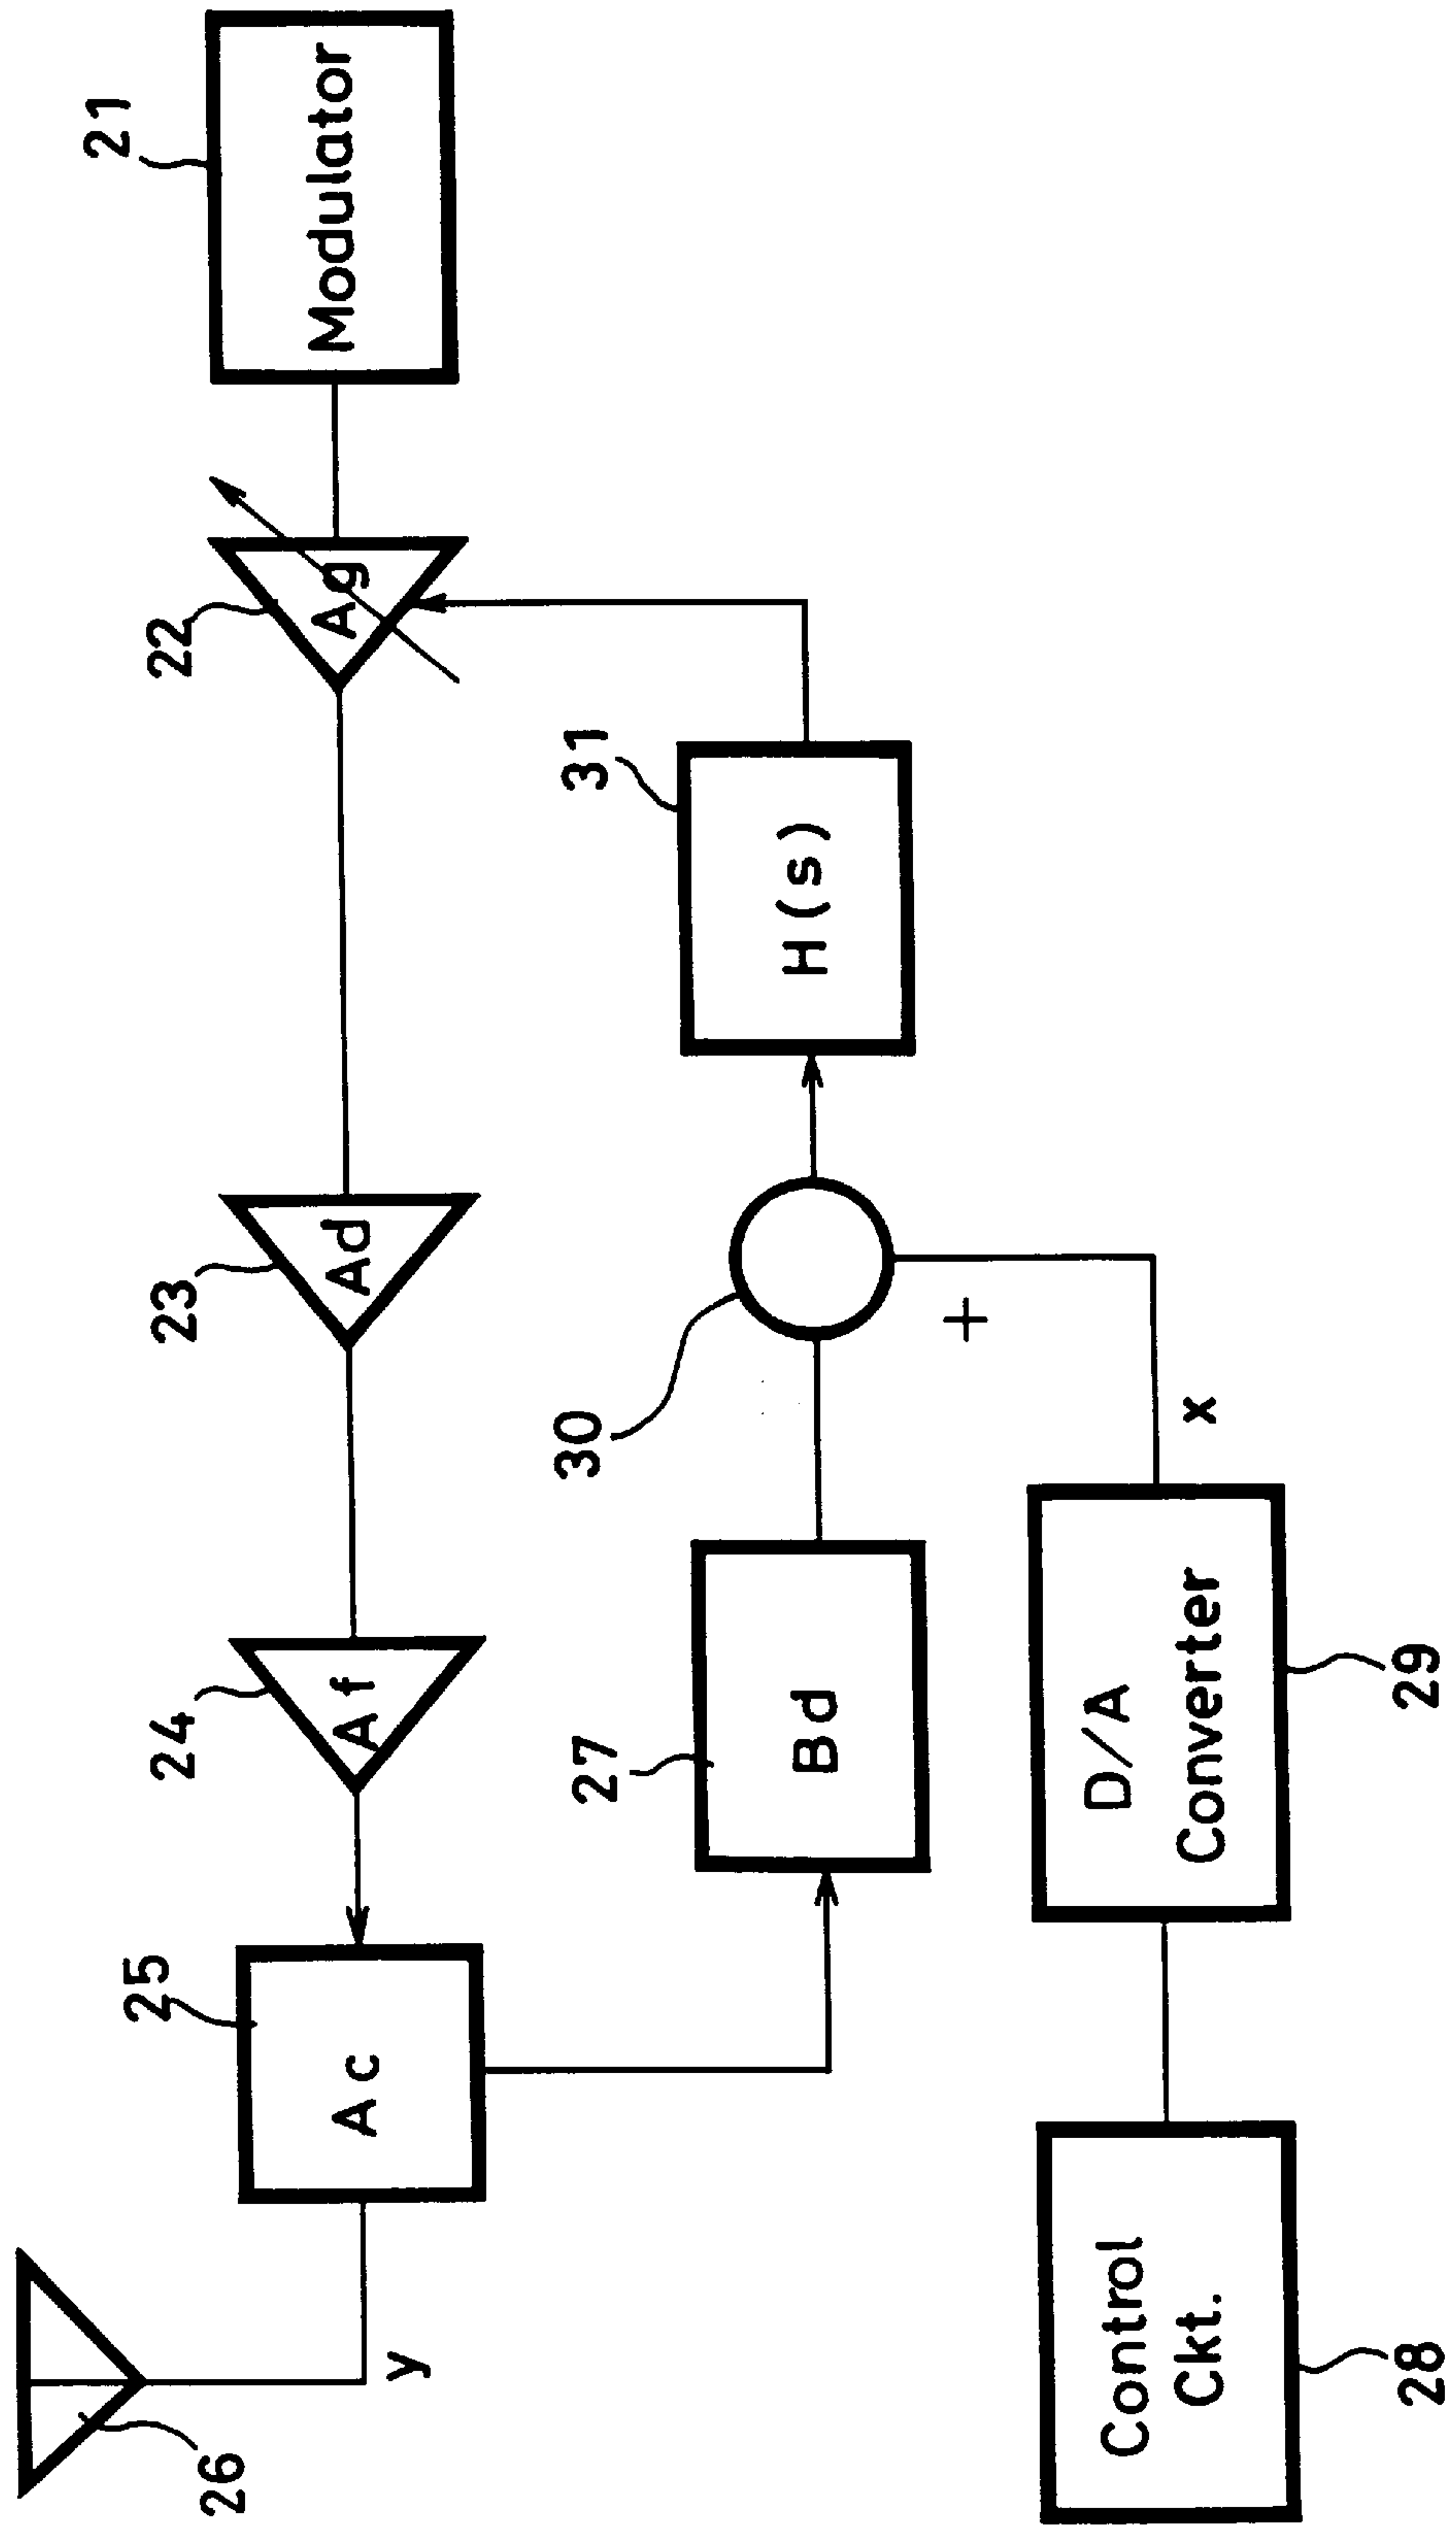 26
y
25
Ac
24
Af
23
Ad
22
Ag
21
Modulator
27
Bd
30
+
31
H(s)
x
Control
Ckt.
28
D/A
Converter
29